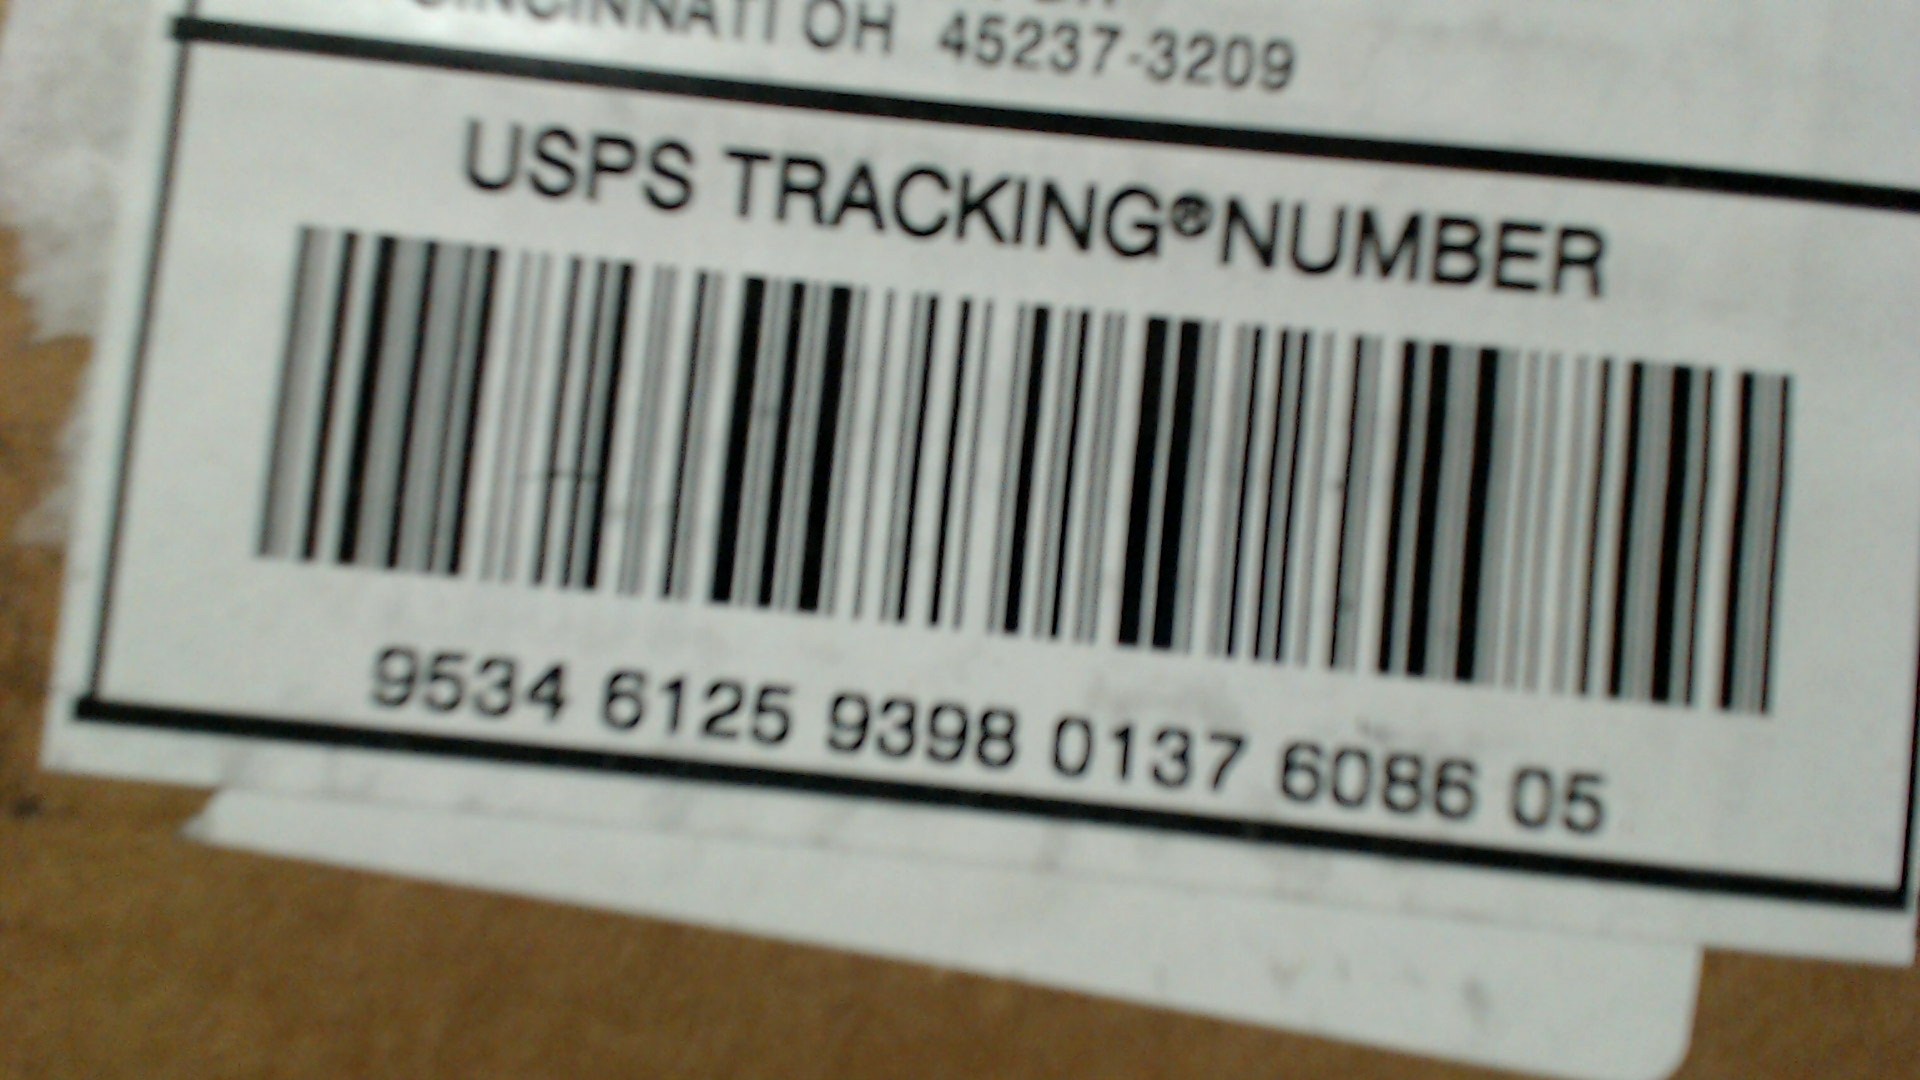 CINCINNATI OH 45237-3209
USPS TRACKING®NUMBER
9534 6125 9398 0137 6086 05